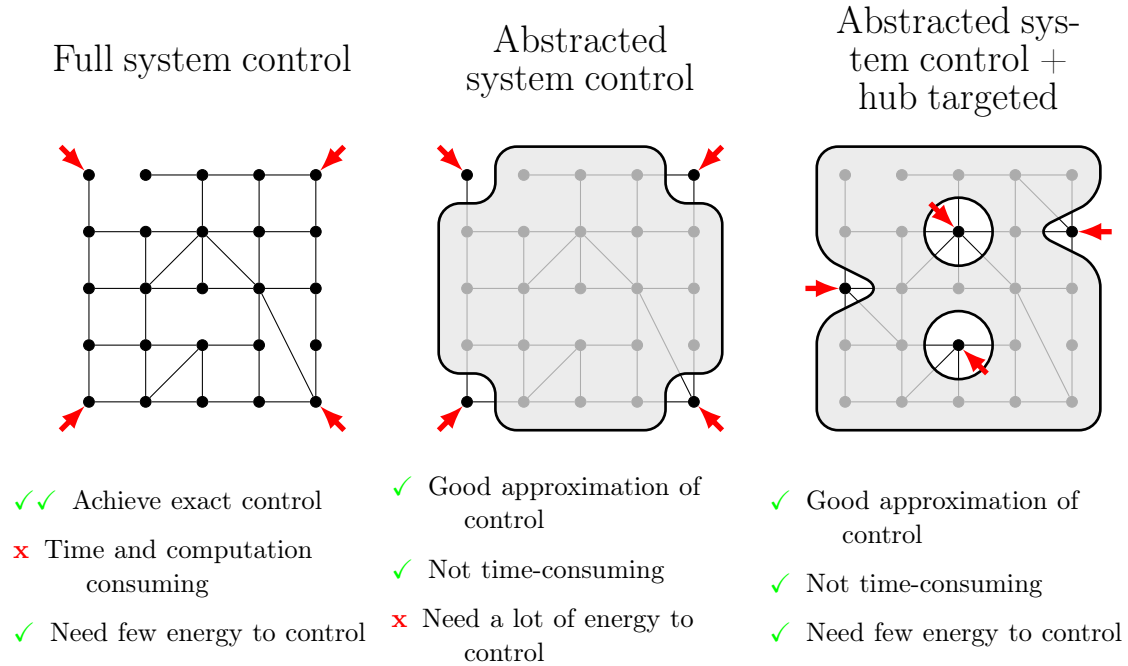 Full system control
Abstracted
system control
Abstracted sys-
tem control +
hub targeted
✓✓ Achieve exact control
x Time and computation
consuming
✓ Need few energy to control
✓ Good approximation of
control
✓ Not time-consuming
x Need a lot of energy to
control
✓ Good approximation of
control
✓ Not time-consuming
✓ Need few energy to control